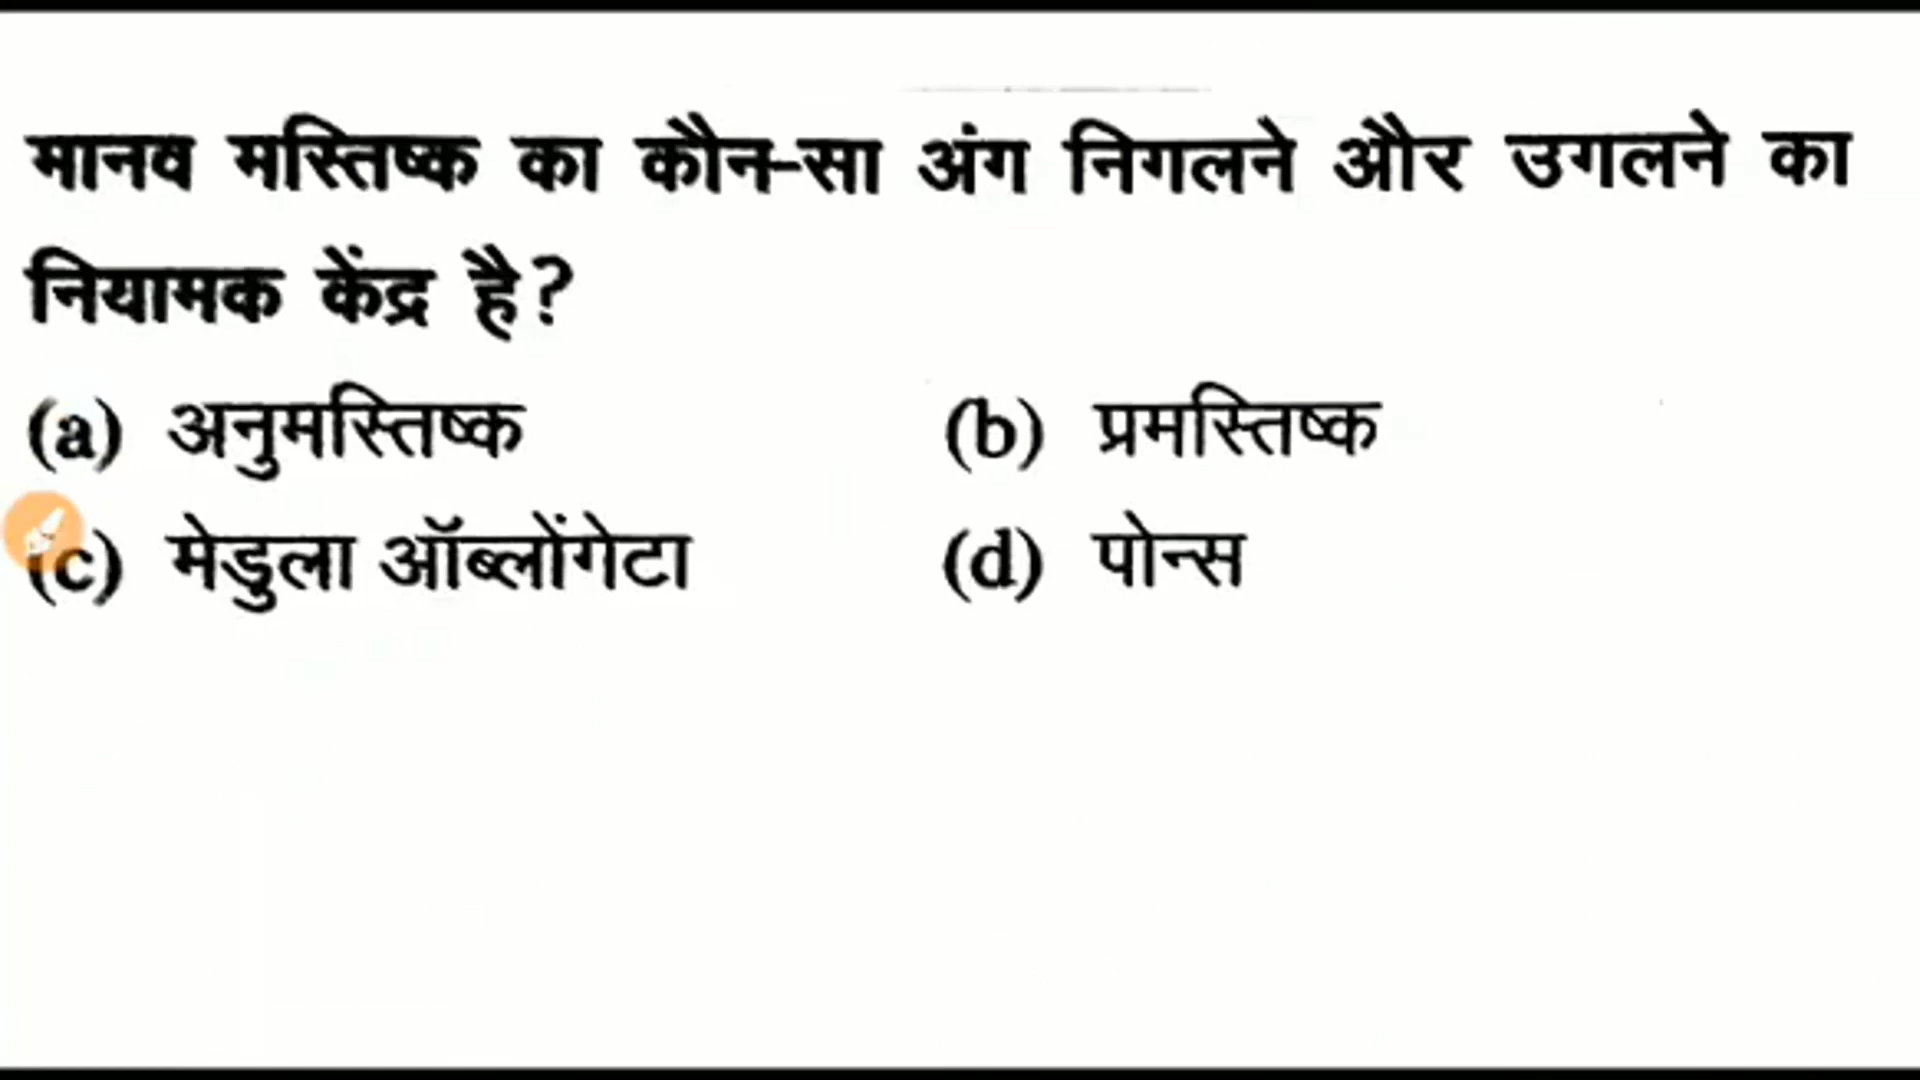 मानव मस्तिष्क का कौन-सा अंग निगलने और उगलने का
नियामक केंद्र है?
(a) अनुमस्तिष्क (b) प्रमस्तिष्क
(c) मेडुला ऑब्लोंगेटा (d) पोन्स